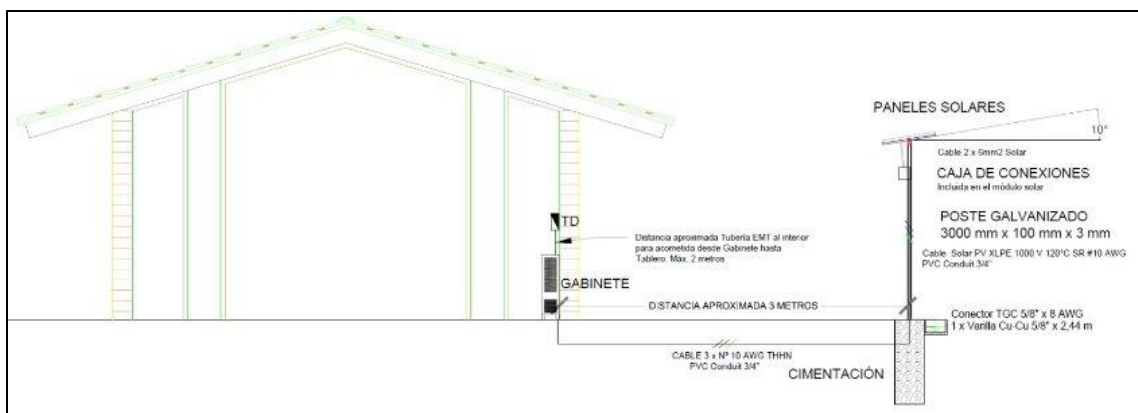 PANELES SOLARES
10°
Cable 2 x 6mm2 Solar
CAJA DE CONEXIONES
Incluida en el módulo solar
TD
POSTE GALVANIZADO
3000 mm x 100 mm x 3 mm
Distancia aproximada Tubería EMT al interior
para acometida desde Gabinete hasta
Tablero: Máx. 2 metros
Cable Solar PV XLPE 1000 V 120°C SR #10 AWG
PVC Conduit 3/4"
GABINETE
DISTANCIA APROXIMADA 3 METROS
Conector TGC 5/8" x 8 AWG
1 x Varilla Cu-Cu 5/8" x 2,44 m
CABLE 3 x Nº 10 AWG THHN
PVC Conduit 3/4"
CIMENTACIÓN